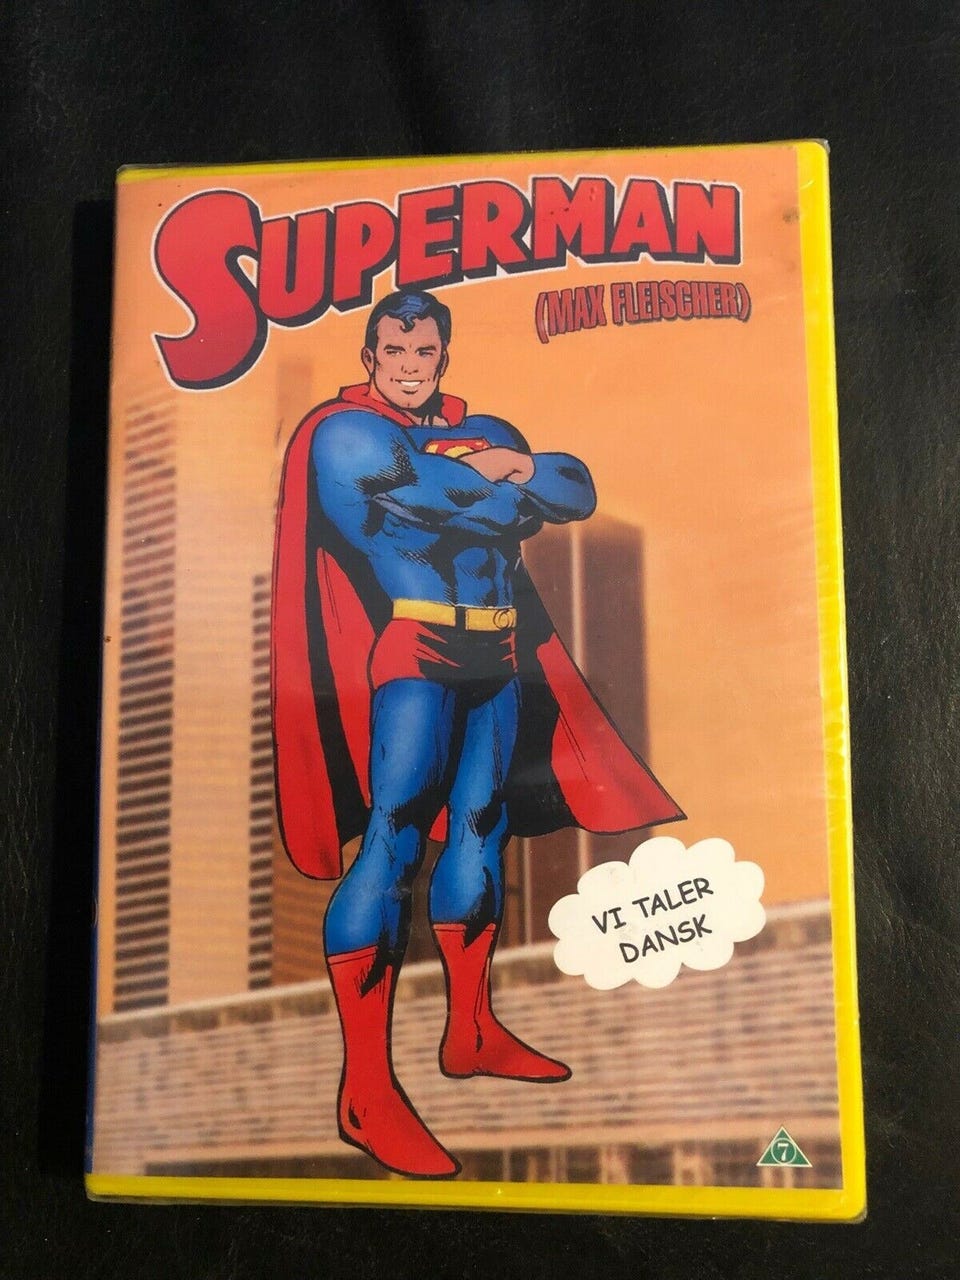 SUPERMAN
(MAX FLEISCHER)
S
VI TALER
DANSK
7